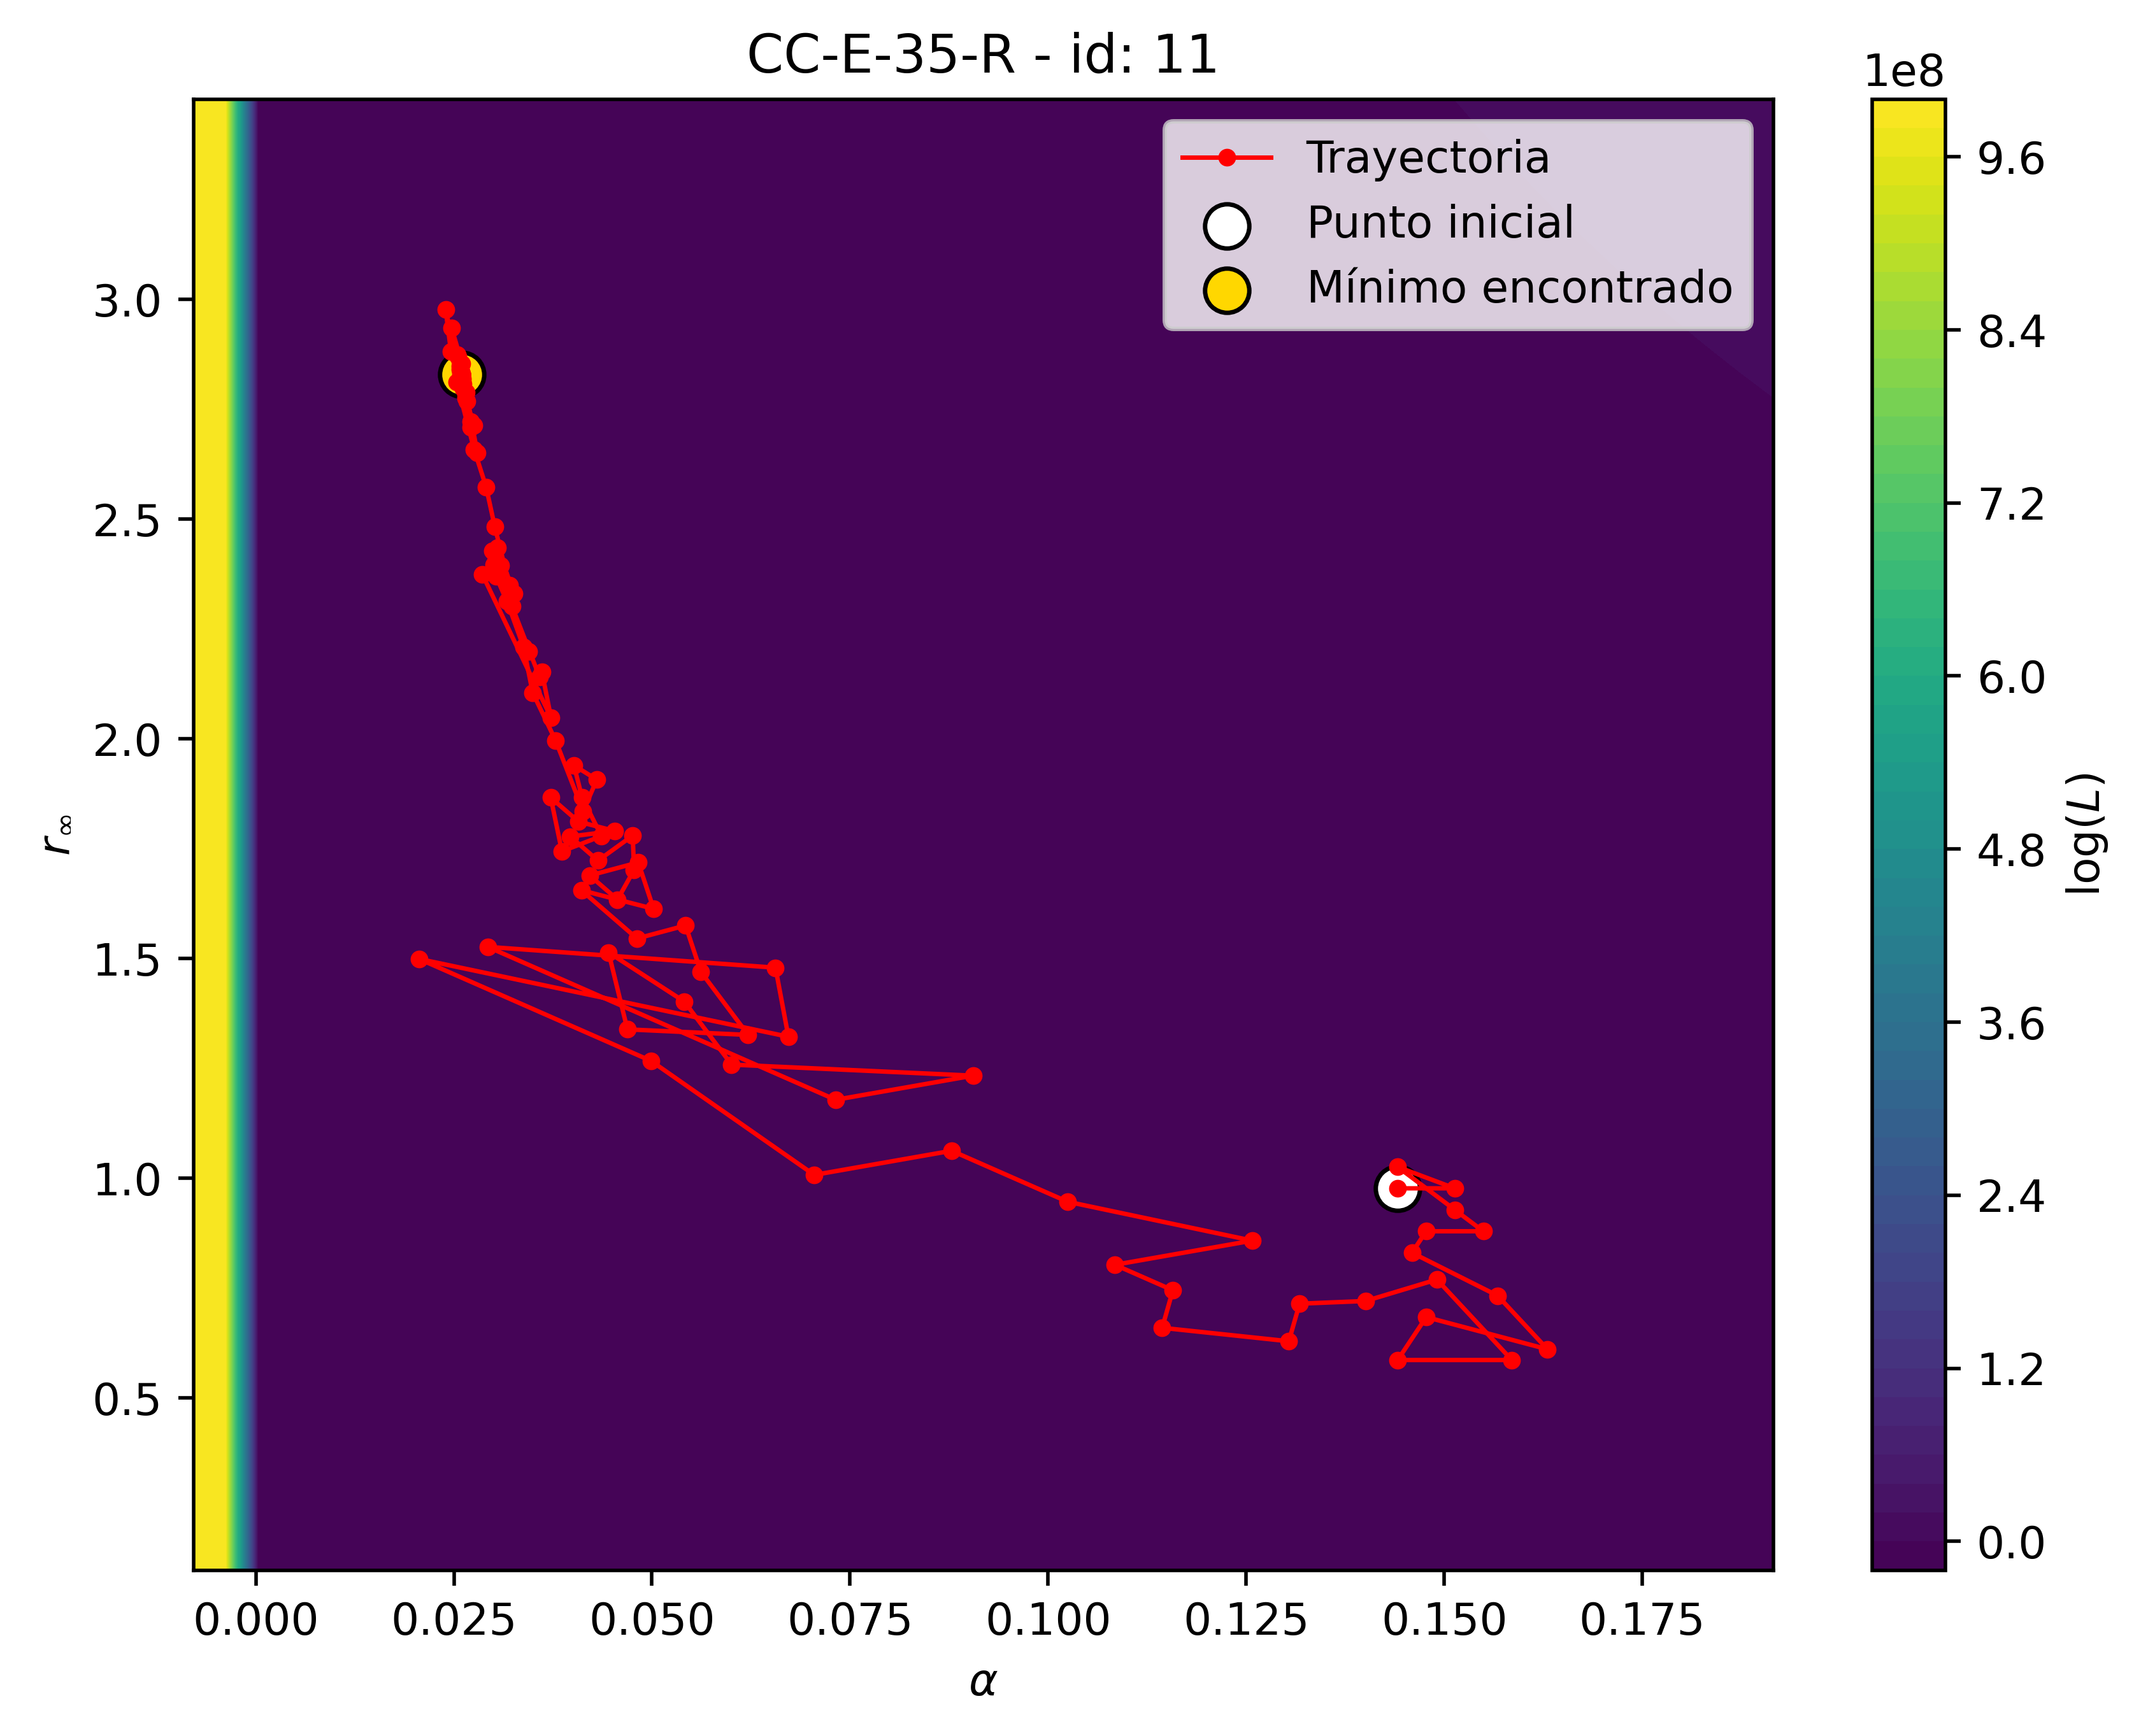 CC-E-35-R - id: 11
1e8
Trayectoria
Punto inicial
Mínimo encontrado
3.0
2.5
2.0
1.5
1.0
0.5
r∞
0.000 0.025 0.050 0.075 0.100 0.125 0.150 0.175
α
9.6
8.4
7.2
6.0
4.8
3.6
2.4
1.2
0.0
log(L)